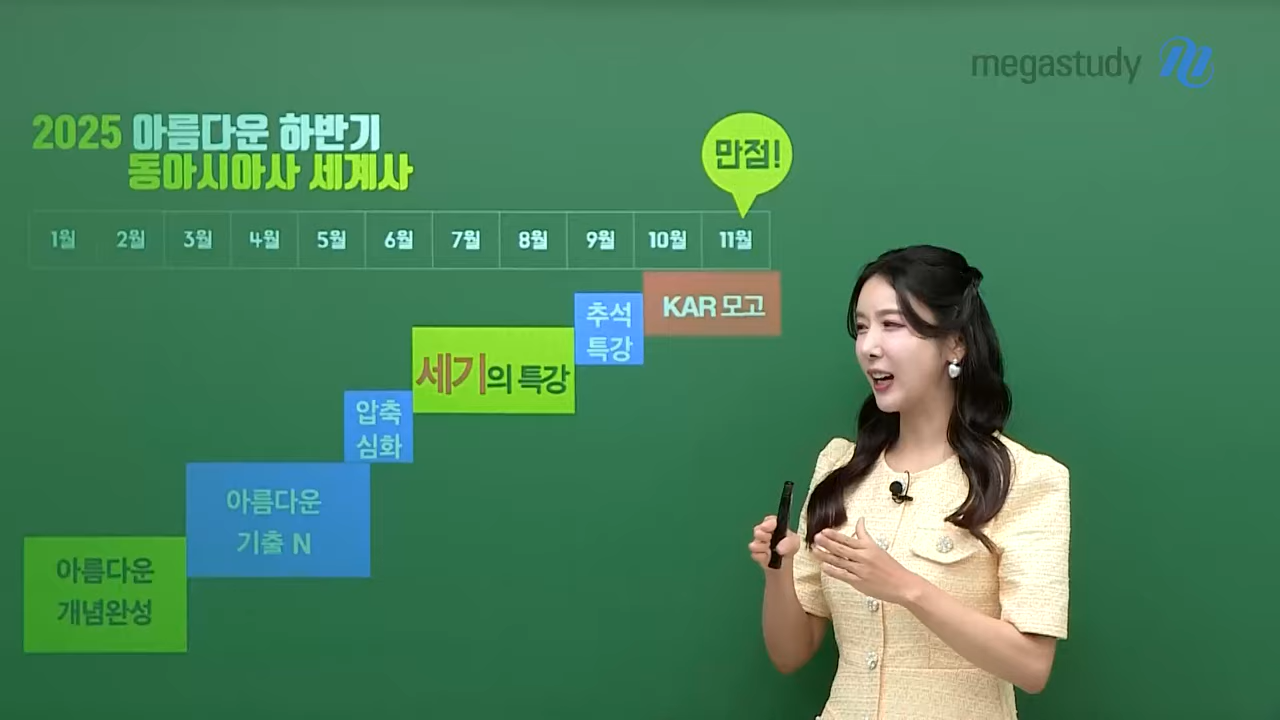 megastudy
2025 아름다운 하반기
동아시아사 세계사
만점!
1월 2월 3월 4월 5월 6월 7월 8월 9월 10월 11월
KAR 모고
추석
특강
세기의 특강
압축
심화
아름다운
기출 N
아름다운
개념완성